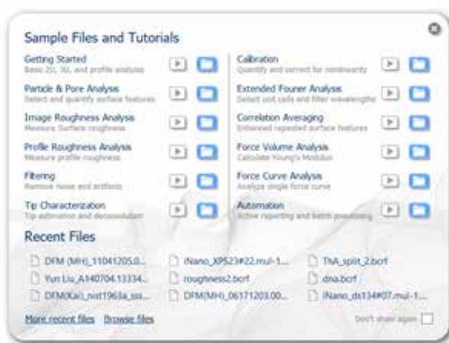 Sample Files and Tutorials
Getting Started
Basic 2D, 3D, and profile analysis
Particle & Pore Analysis
Detect and quantify surface features
Image Roughness Analysis
Measure Surface roughness
Profile Roughness Analysis
Measure profile roughness
Filtering
Remove noise and artifacts
Tip Characterization
Tip estimation and deconvolution
Calibration
Quantify and correct for nonlinearity
Extended Fourier Analysis
Detect unit cells and filter wavelengths
Correlation Averaging
Enhanced repeated surface features
Force Volume Analysis
Calculate Young's Modulus
Force Curve Analysis
Analyze single force curve
Automation
Active reporting and batch processing
Recent Files
DFM (MH)_11041205.0...
iNano_XPS23#22.mul-1...
ThA_split_2.bcrf
Yun Liu_A140704.13334...
roughness2.bcrf
dna.bcrf
DFM(Kai)_nist1963a_sss...
DFM(MH)_06171203.00...
iNano_ds134#07.mul-1...
More recent files Browse files
Don't show again